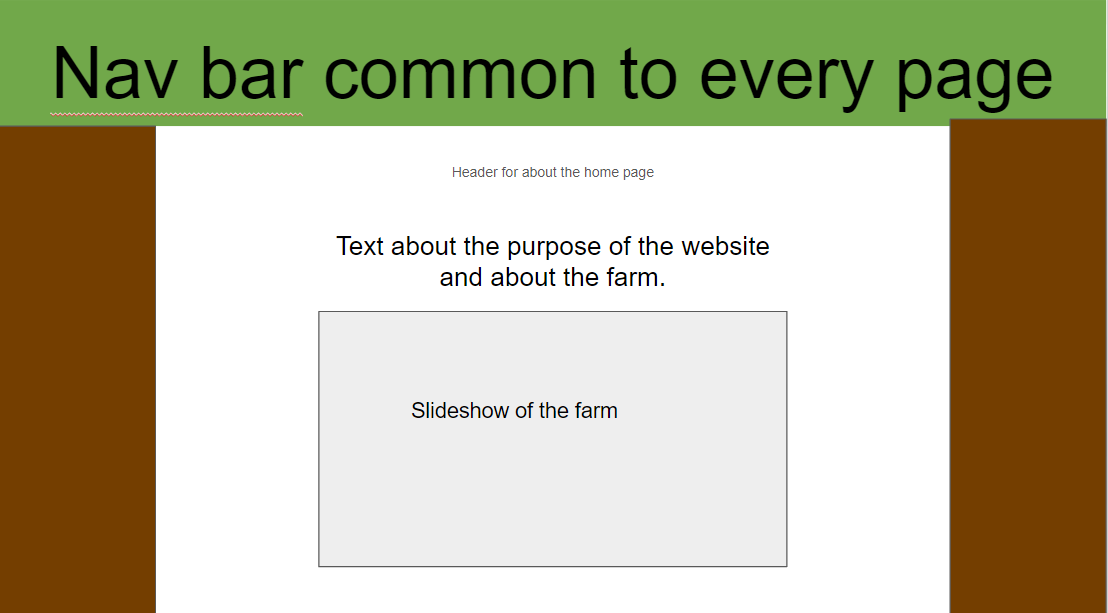 Nav bar common to every page
Header for about the home page
Text about the purpose of the website
and about the farm.
Slideshow of the farm